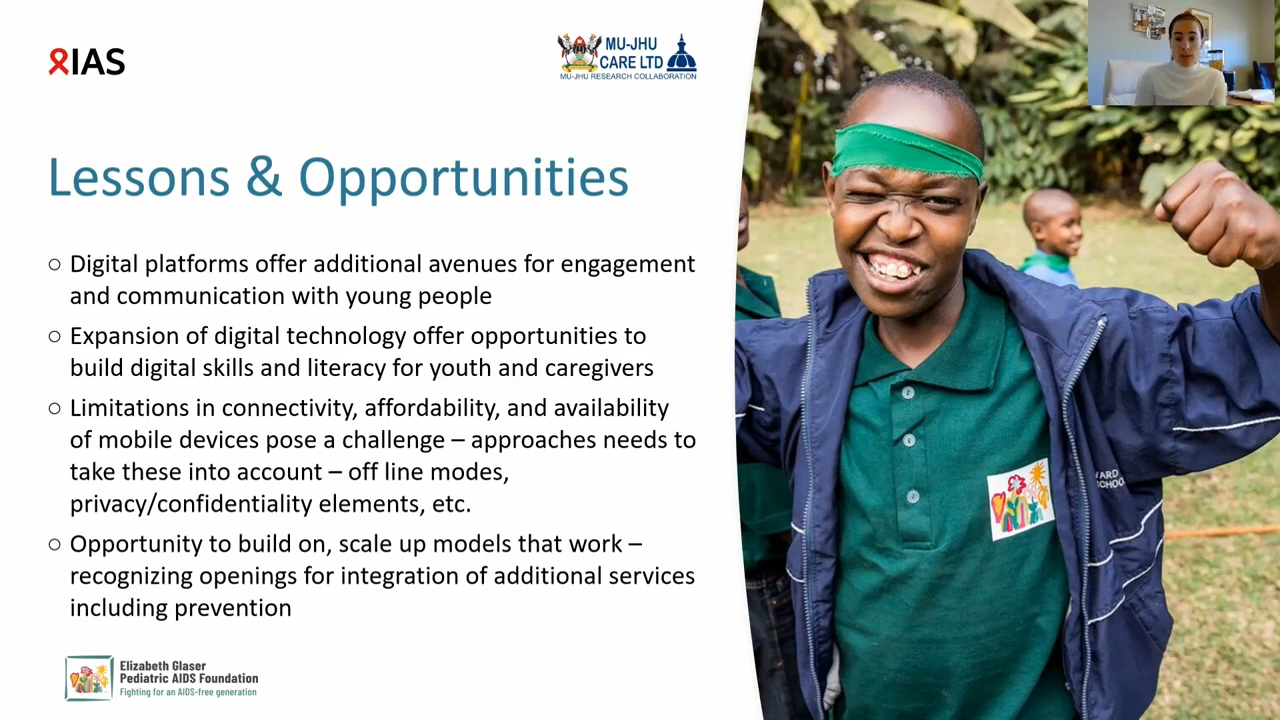 IAS
MU-JHU
CARE LTD
MU-JHU RESEARCH COLLABORATION
Lessons & Opportunities
○ Digital platforms offer additional avenues for engagement
and communication with young people
○ Expansion of digital technology offer opportunities to
build digital skills and literacy for youth and caregivers
○ Limitations in connectivity, affordability, and availability
of mobile devices pose a challenge – approaches needs to
take these into account – off line modes,
privacy/confidentiality elements, etc.
○ Opportunity to build on, scale up models that work –
recognizing openings for integration of additional services
including prevention
Elizabeth Glaser
Pediatric AIDS Foundation
Fighting for an AIDS-free generation